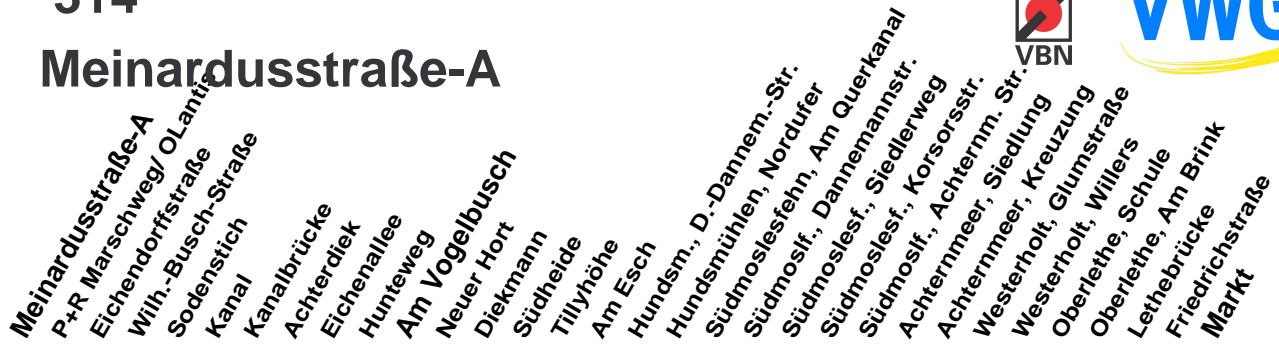 314
Meinardusstraße-A
VBN
VWG
Meinardusstraße-A
P+R Marschweg/ OLantis
Eichendorffstraße
Wilh.-Busch-Straße
Sodenstich
Kanal
Kanalbrücke
Achterdiek
Eichenallee
Hunteweg
Am Vogelbusch
Neuer Hort
Diekmann
Südheide
Tillyhöhe
Am Esch
Hundsm., D.-Dannem.-Str.
Hundsmühlen, Nordufer
Südmoslesfehn, Am Querkanal
Südmoslf., Dannemannstr.
Südmoslesf., Siedlerweg
Südmoslesf., Korsorsstr.
Südmoslf., Achternm. Str.
Achternmeer, Siedlung
Achternmeer, Kreuzung
Westerholt, Glumstraße
Westerholt, Willers
Oberlethe, Schule
Oberlethe, Am Brink
Lethebrücke
Friedrichstraße
Markt